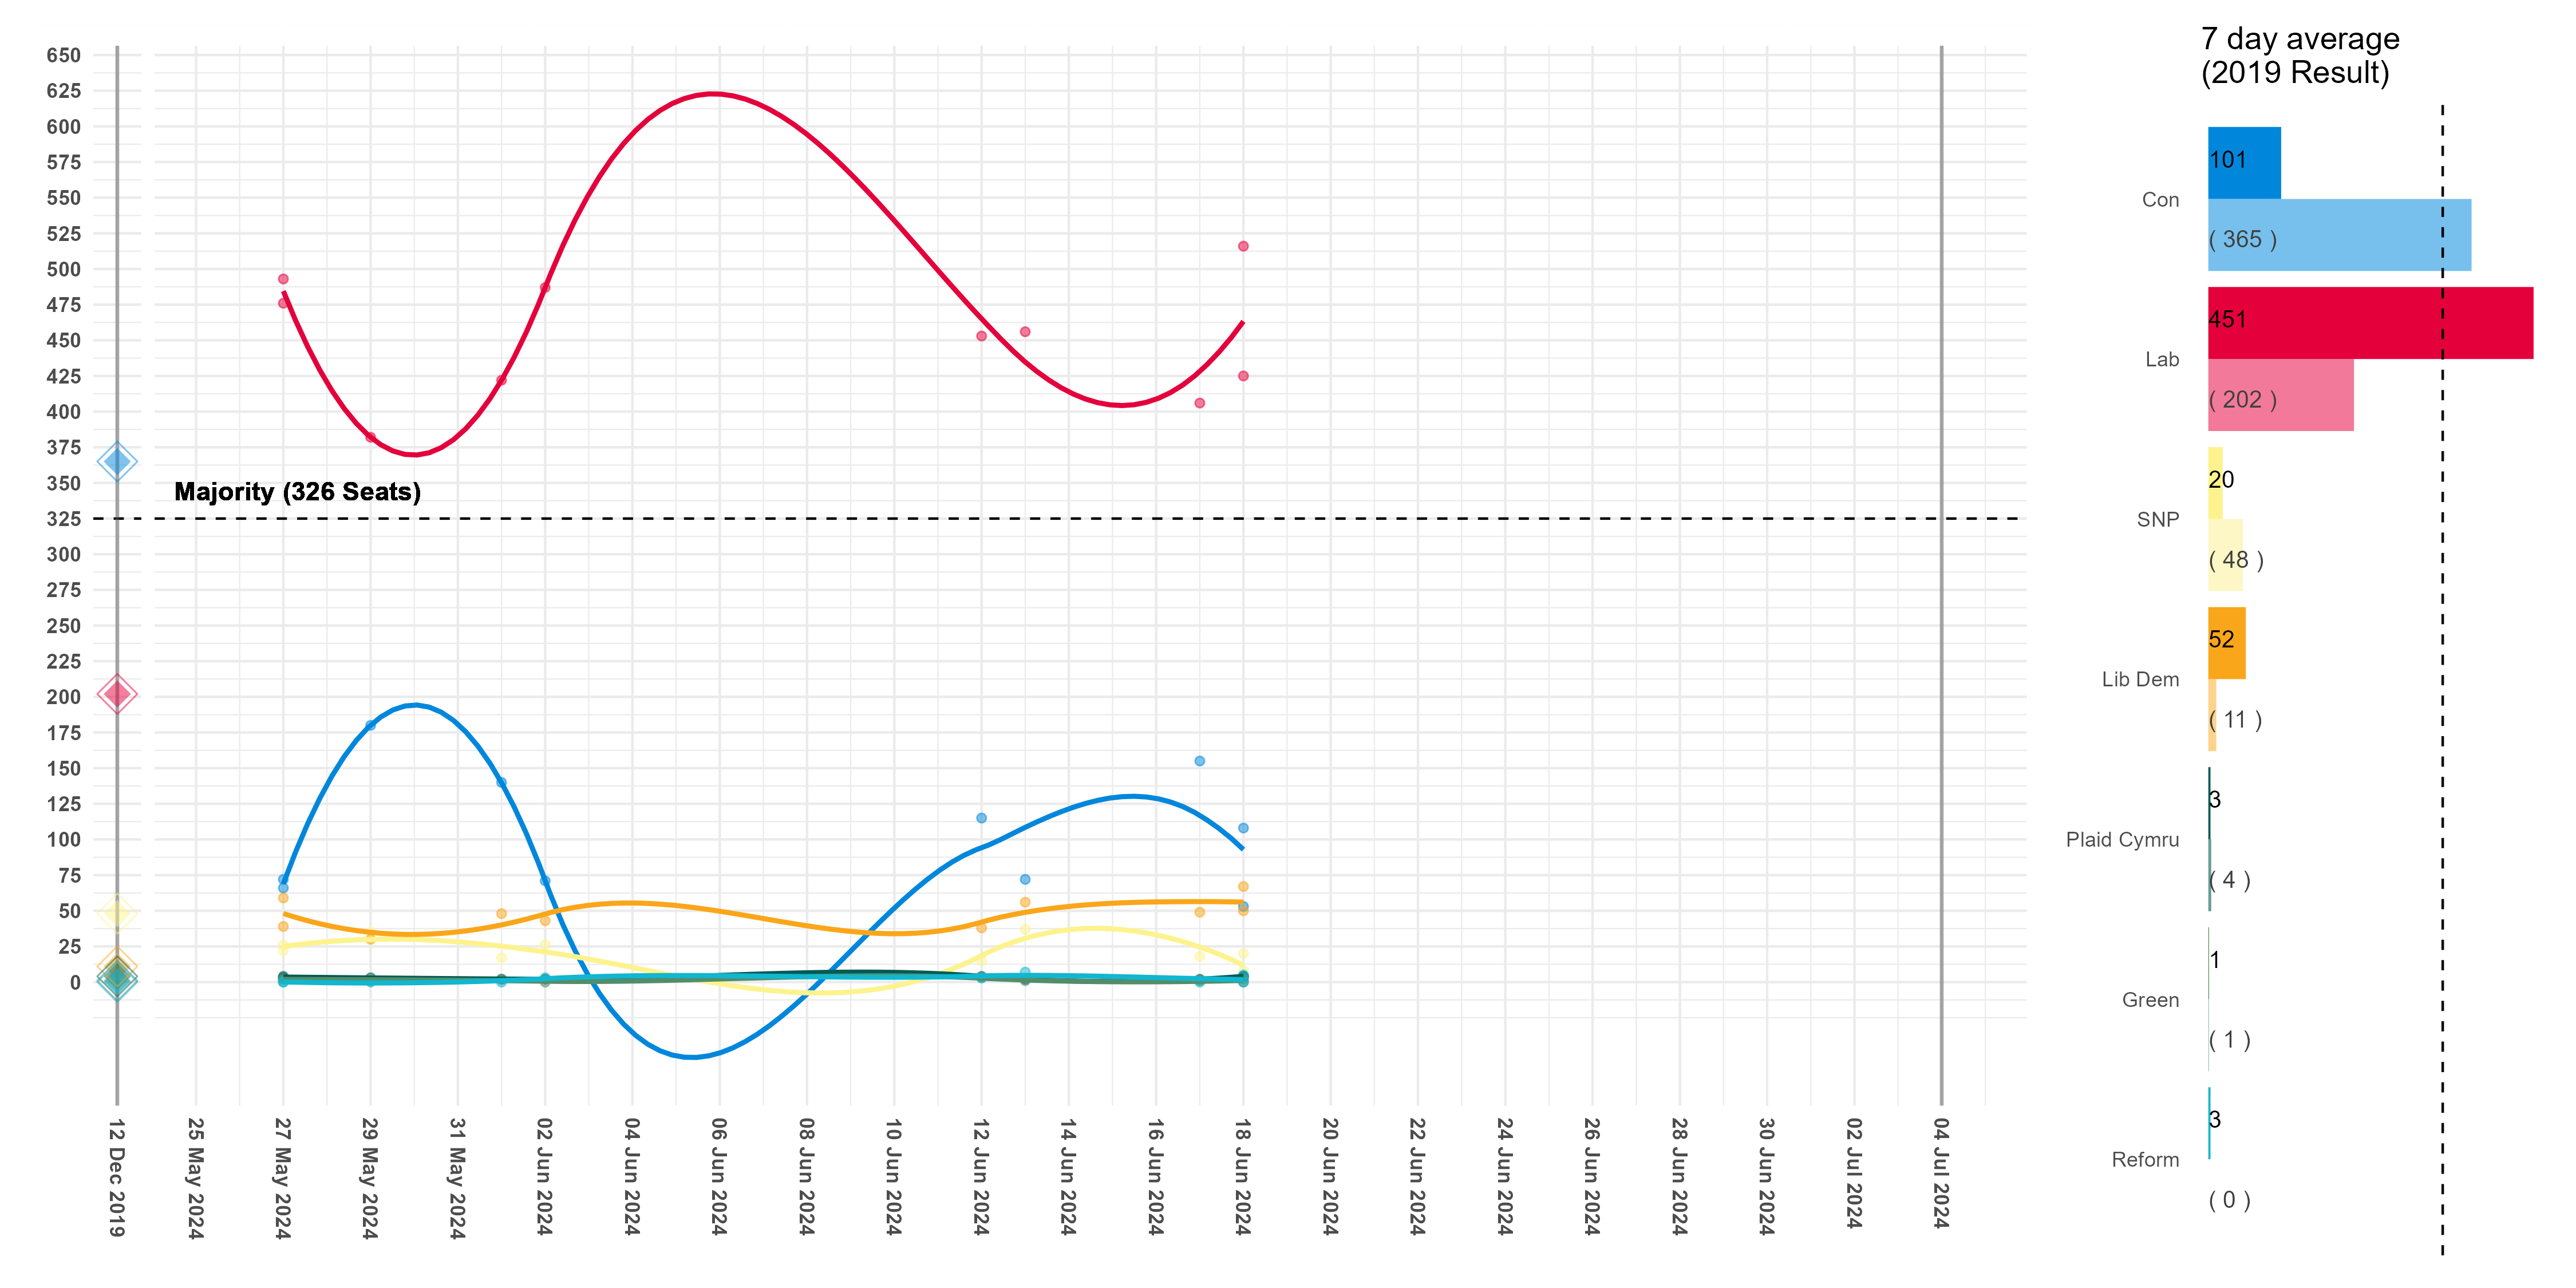 7 day average
(2019 Result)
650
625
600
575
550
525
500
475
450
425
400
375
350
325
300
275
250
225
200
175
150
125
100
75
50
25
0
Majority (326 Seats)
12 Dec 2019
25 May 2024
27 May 2024
29 May 2024
31 May 2024
02 Jun 2024
04 Jun 2024
06 Jun 2024
08 Jun 2024
10 Jun 2024
12 Jun 2024
14 Jun 2024
16 Jun 2024
18 Jun 2024
20 Jun 2024
22 Jun 2024
24 Jun 2024
26 Jun 2024
28 Jun 2024
30 Jun 2024
02 Jul 2024
04 Jul 2024
Con
101
( 365 )
Lab
451
( 202 )
SNP
20
( 48 )
Lib Dem
52
( 11 )
Plaid Cymru
3
( 4 )
Green
1
( 1 )
Reform
3
( 0 )